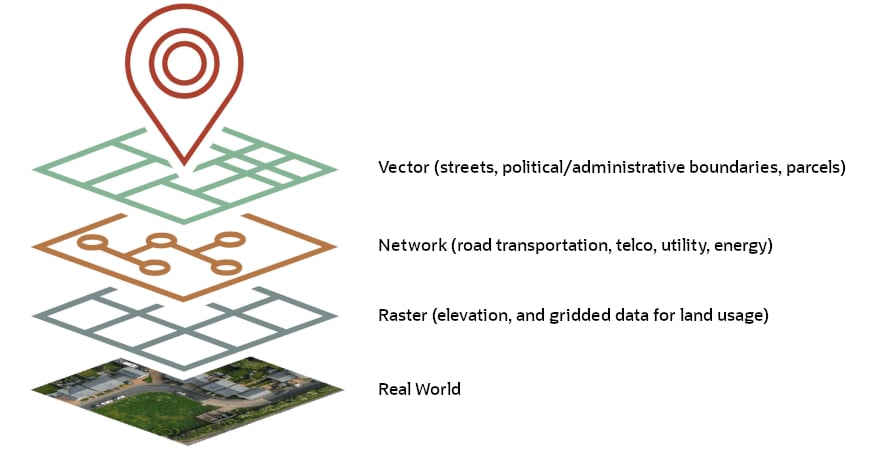 Vector (streets, political/administrative boundaries, parcels)
Network (road transportation, telco, utility, energy)
Raster (elevation, and gridded data for land usage)
Real World